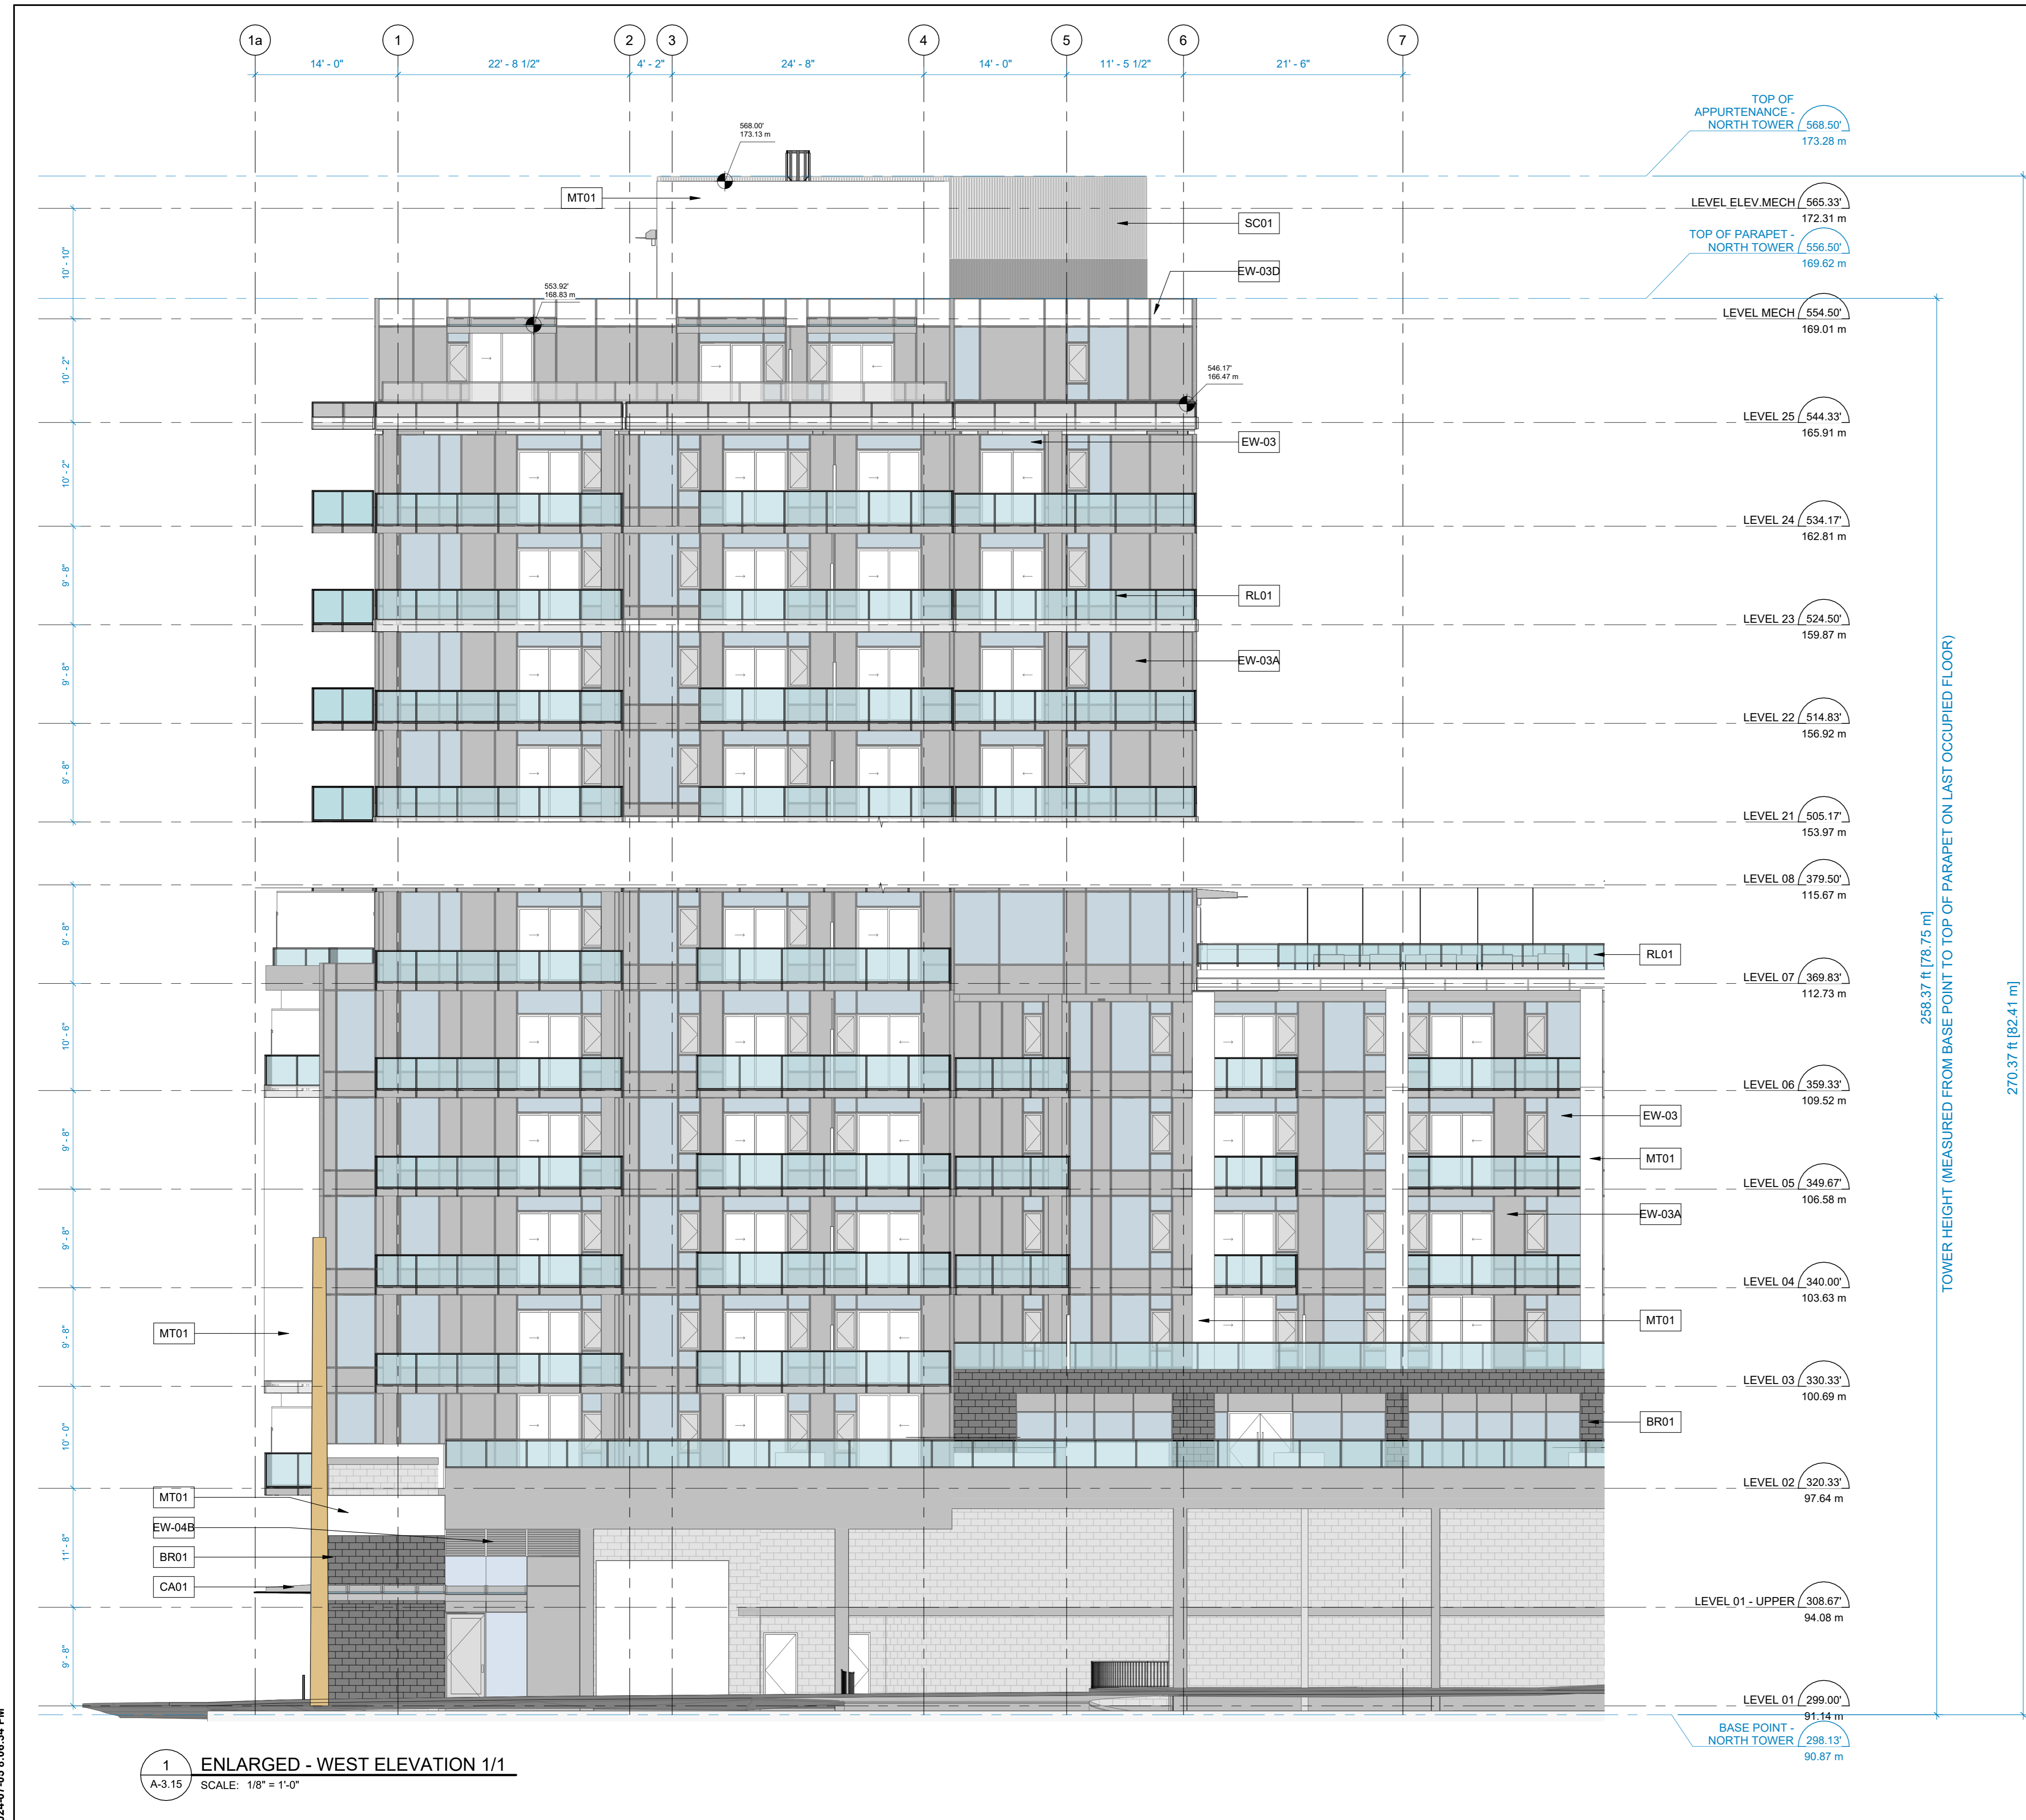 1a 1 2 3 4 5 6 7
14' - 0" 22' - 8 1/2" 4' - 2" 24' - 8" 14' - 0" 11' - 5 1/2" 21' - 6"
TOP OF
APPURTENANCE -
NORTH TOWER 568.50'
173.28 m
568.00'
173.13 m
MT01
LEVEL ELEV.MECH 565.33'
172.31 m
SC01
TOP OF PARAPET -
NORTH TOWER 556.50'
169.62 m
10' - 10"
EW-03D
553.92'
168.83 m
LEVEL MECH 554.50'
169.01 m
10' - 2"
546.17'
166.47 m
LEVEL 25 544.33'
165.91 m
EW-03
10' - 2"
LEVEL 24 534.17'
162.81 m
9' - 8"
RL01
LEVEL 23 524.50'
159.87 m
EW-03A
9' - 8"
LEVEL 22 514.83'
156.92 m
9' - 8"
LEVEL 21 505.17'
153.97 m
LEVEL 08 379.50'
115.67 m
9' - 8"
RL01
LEVEL 07 369.83'
112.73 m
10' - 6"
LEVEL 06 359.33'
109.52 m
EW-03
9' - 8"
MT01
LEVEL 05 349.67'
106.58 m
EW-03A
9' - 8"
LEVEL 04 340.00'
103.63 m
MT01
MT01
9' - 8"
LEVEL 03 330.33'
100.69 m
BR01
10' - 0"
LEVEL 02 320.33'
97.64 m
MT01
EW-04B
11' - 8"
BR01
CA01
LEVEL 01 - UPPER 308.67'
94.08 m
9' - 8"
LEVEL 01 299.00'
91.14 m
BASE POINT -
NORTH TOWER 298.13'
90.87 m
258.37 ft [78.75 m]
TOWER HEIGHT (MEASURED FROM BASE POINT TO TOP OF PARAPET ON LAST OCCUPIED FLOOR)
270.37 ft [82.41 m]
1
A-3.15
ENLARGED - WEST ELEVATION 1/1
SCALE: 1/8" = 1'-0"